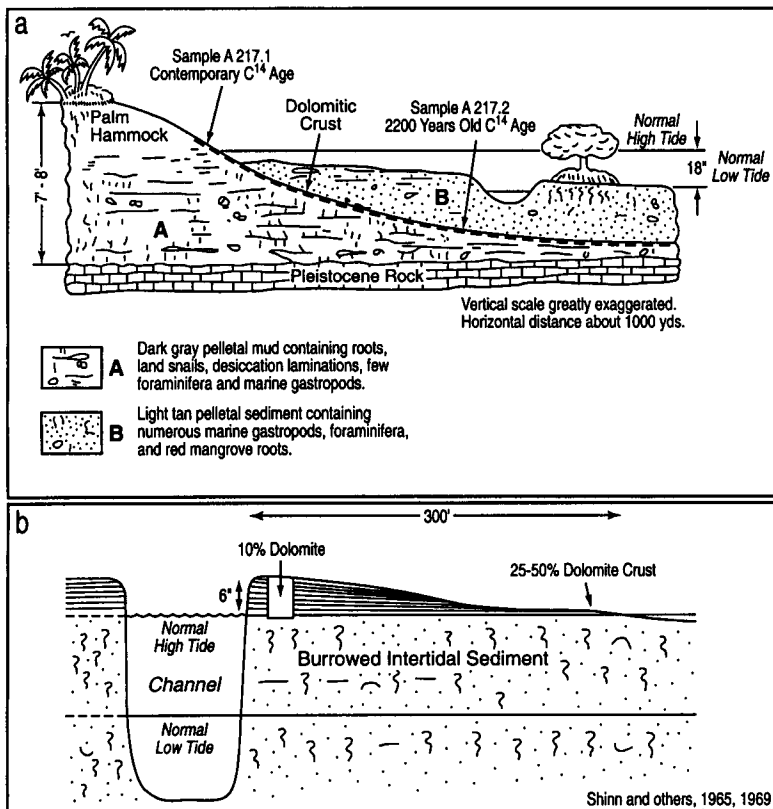 a
Sample A 217.1
Contemporary C¹⁴ Age
Palm
Hammock
Dolomitic
Crust
Sample A 217.2
2200 Years Old C¹⁴ Age
Normal
High Tide
18"
Normal
Low Tide
7' - 8'
A
B
Pleistocene Rock
Vertical scale greatly exaggerated.
Horizontal distance about 1000 yds.
A
Dark gray pelletal mud containing roots,
land snails, desiccation laminations, few
foraminifera and marine gastropods.
B
Light tan pelletal sediment containing
numerous marine gastropods, foraminifera,
and red mangrove roots.
b
300'
10% Dolomite
25-50% Dolomite Crust
6"
Normal
High Tide
Burrowed Intertidal Sediment
Channel
Normal
Low Tide
Shinn and others, 1965, 1969